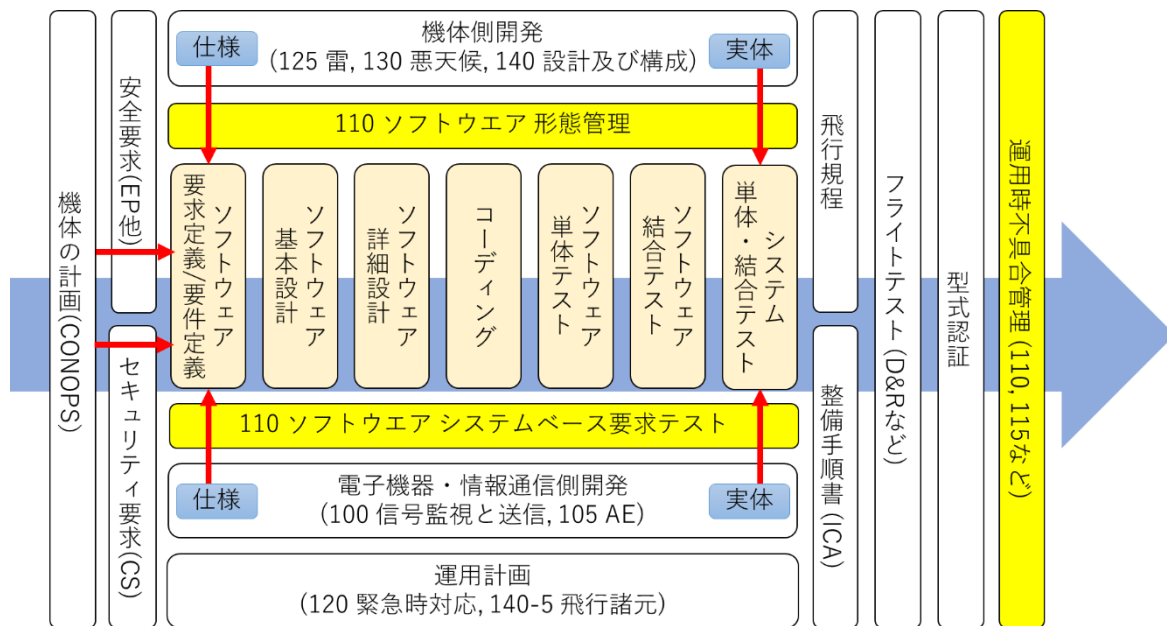 機体の計画(CONOPS)
安全要求(EP他)
セキュリティ要求(CS)
機体側開発
(125 雷, 130 悪天候, 140 設計及び構成)
仕様
実体
110 ソフトウエア 形態管理
ソフトウェア
要求定義/要件定義
ソフトウェア
基本設計
ソフトウェア
詳細設計
コーディング
ソフトウェア
単体テスト
ソフトウェア
結合テスト
システム
単体・結合テスト
110 ソフトウエア システムベース要求テスト
電子機器・情報通信側開発
(100 信号監視と送信, 105 AE)
仕様
実体
運用計画
(120 緊急時対応, 140-5 飛行諸元)
飛行規程
整備手順書(ICA)
フライトテスト(D&Rなど)
型式認証
運用時不具合管理(110, 115など)